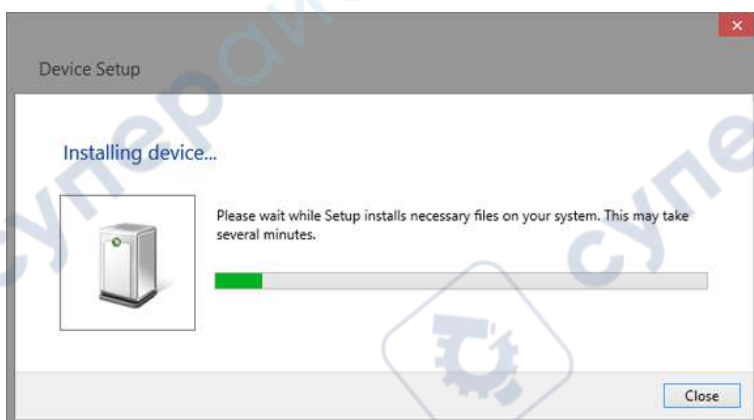 Device Setup
Installing device...
Please wait while Setup installs necessary files on your system. This may take
several minutes.
Close